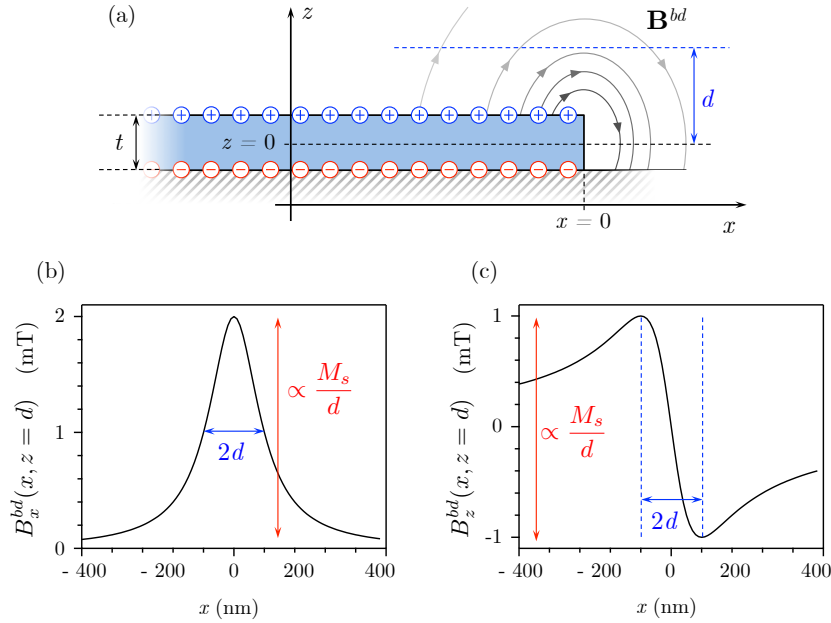 (a)
z
B^{bd}
d
t
z = 0
x = 0
x
(b)
(c)
B_x^{bd}(x, z = d) (mT)
2
1
0
∝ M_s/d
2d
- 400
- 200
0
200
400
x (nm)
B_z^{bd}(x, z = d) (mT)
1
0
-1
∝ M_s/d
2d
- 400
- 200
0
200
400
x (nm)